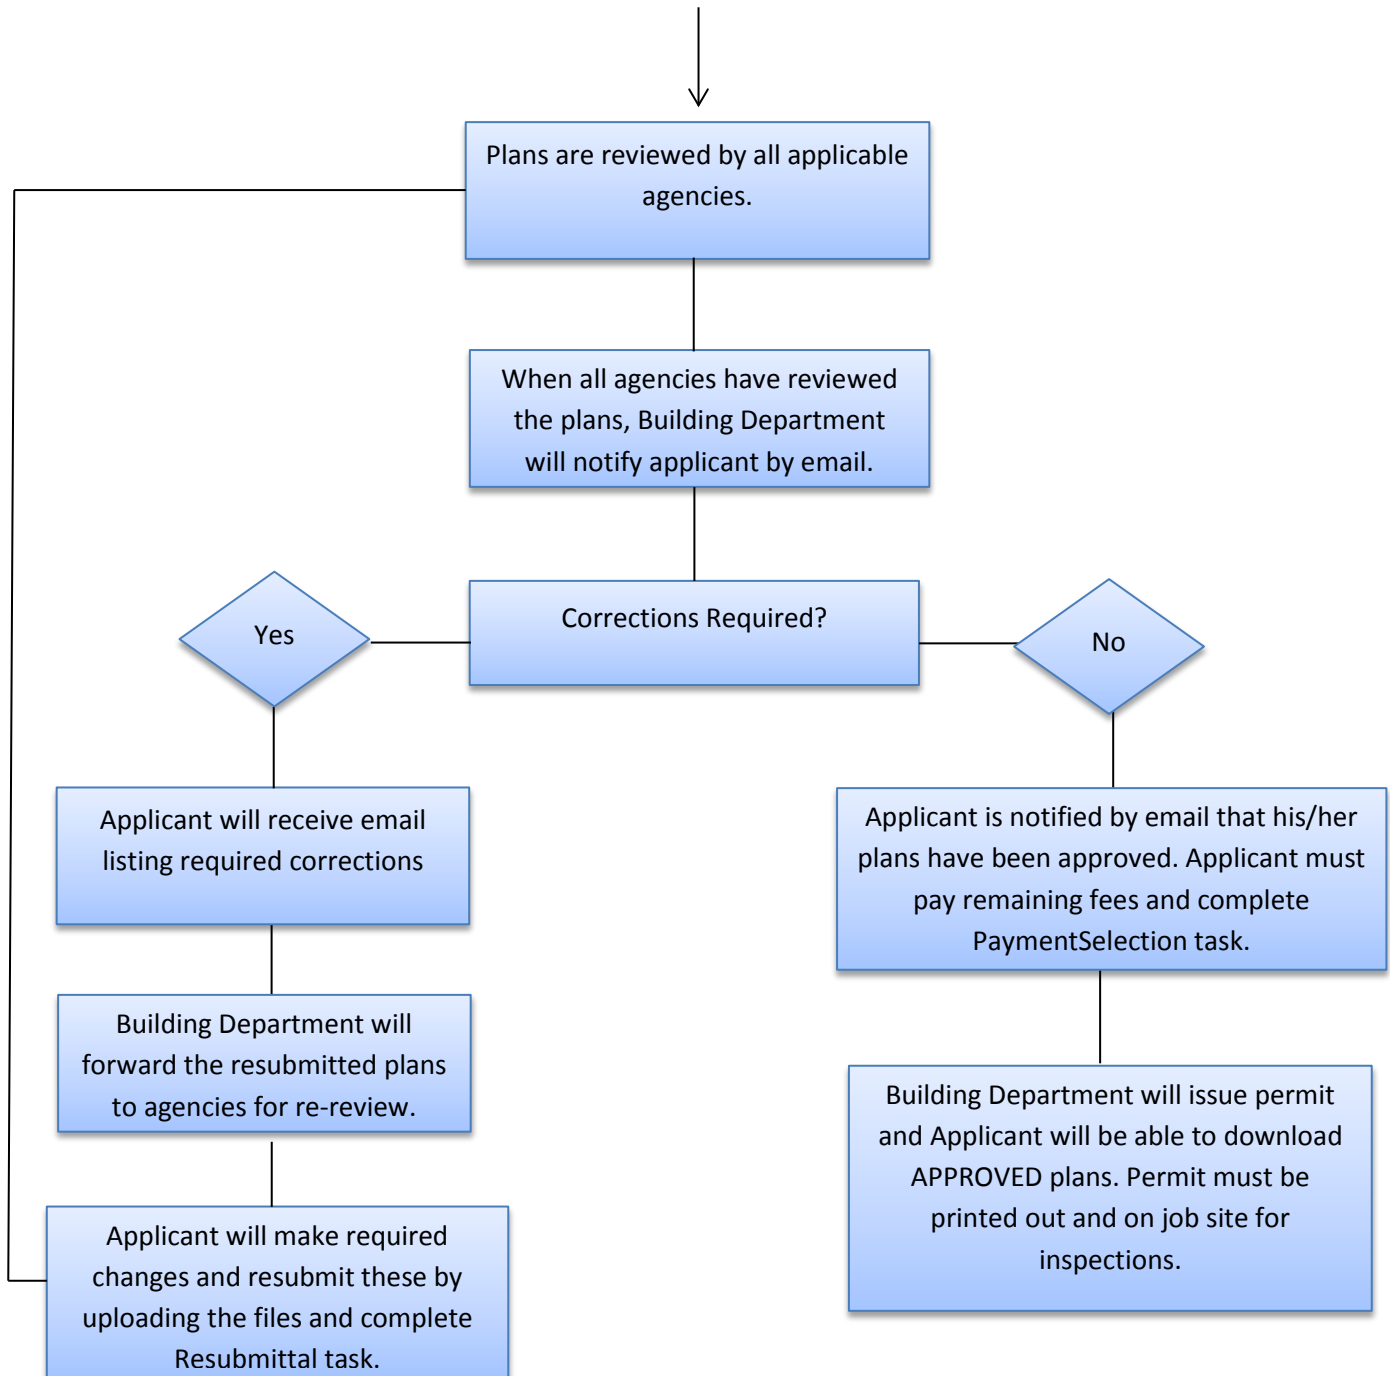 Plans are reviewed by all applicable
agencies.
When all agencies have reviewed
the plans, Building Department
will notify applicant by email.
Corrections Required?
Yes
No
Applicant will receive email
listing required corrections
Building Department will
forward the resubmitted plans
to agencies for re-review.
Applicant will make required
changes and resubmit these by
uploading the files and complete
Resubmittal task.
Applicant is notified by email that his/her
plans have been approved. Applicant must
pay remaining fees and complete
PaymentSelection task.
Building Department will issue permit
and Applicant will be able to download
APPROVED plans. Permit must be
printed out and on job site for
inspections.